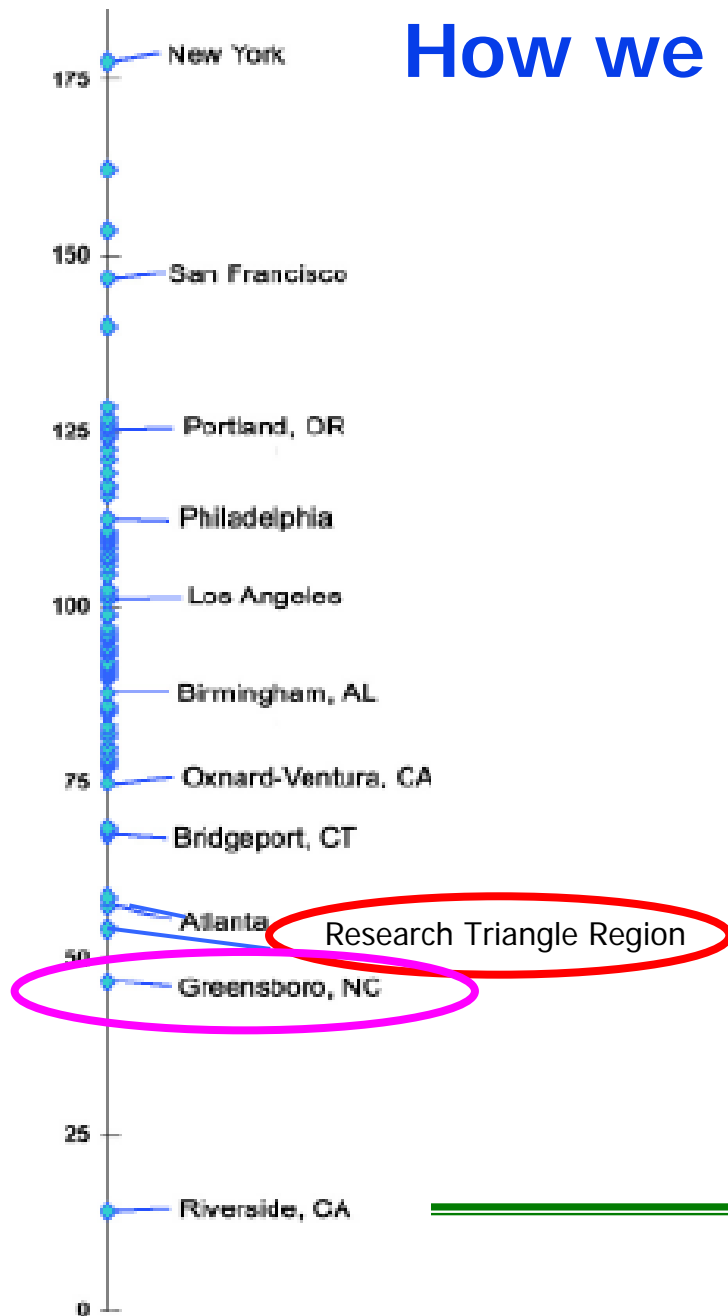 How we
New York
175
150
San Francisco
125
Portland, OR
Philadelphia
100
Los Angeles
Birmingham, AL
75
Oxnard-Ventura, CA
Bridgeport, CT
Atlanta
Research Triangle Region
50
Greensboro, NC
25
Riverside, CA
0